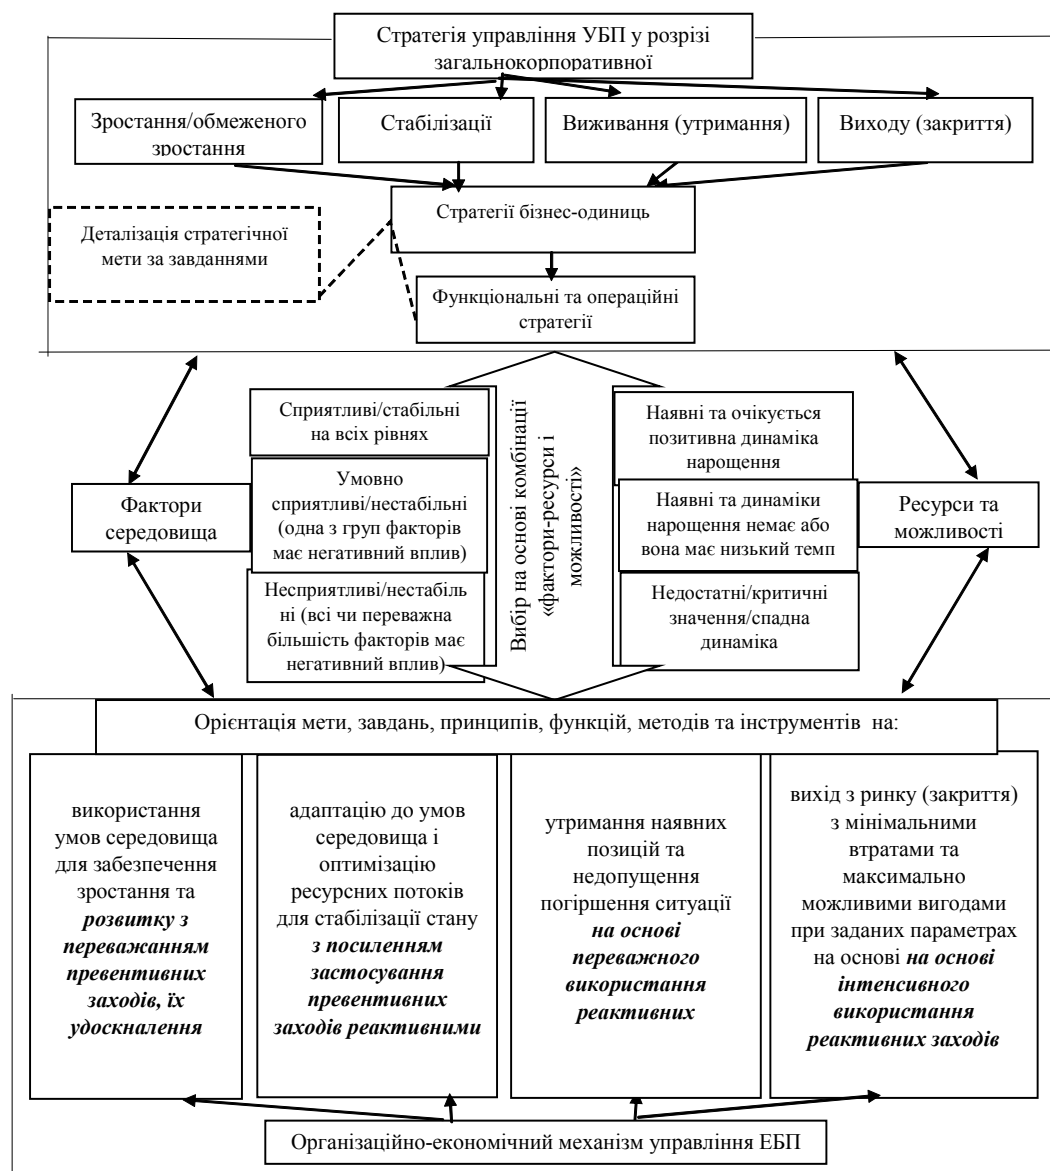 Стратегія управління УБП у розрізі
загальнокорпоративної
Зростання/обмеженого
зростання
Стабілізації
Виживання (утримання)
Виходу (закриття)
Стратегії бізнес-одиниць
Деталізація стратегічної
мети за завданнями
Функціональні та операційні
стратегії
Фактори
середовища
Сприятливі/стабільні
на всіх рівнях
Умовно
сприятливі/нестабільні
(одна з груп факторів
має негативний вплив)
Несприятливі/нестабіль
ні (всі чи переважна
більшість факторів має
негативний вплив)
Вибір на основі комбінації
«фактори-ресурси і
можливості»
Наявні та очікується
позитивна динаміка
нарощення
Наявні та динаміки
нарощення немає або
вона має низький темп
Недостатні/критичні
значення/спадна
динаміка
Ресурси та
можливості
Орієнтація мети, завдань, принципів, функцій, методів та інструментів на:
використання
умов середовища
для забезпечення
зростання та
розвитку з
переважанням
превентивних
заходів, їх
удоскналення
адаптацію до умов
середовища і
оптимізацію
ресурсних потоків
для стабілізації стану
з посиленням
застосування
превентивних
заходів реактивними
утримання наявних
позицій та
недопущення
погіршення ситуації
на основі
переважного
використання
реактивних
вихід з ринку (закриття)
з мінімальними
втратами та
максимально
можливими вигодами
при заданих параметрах
на основі на основі
інтенсивного
використання
реактивних заходів
Організаційно-економічний механізм управління ЕБП